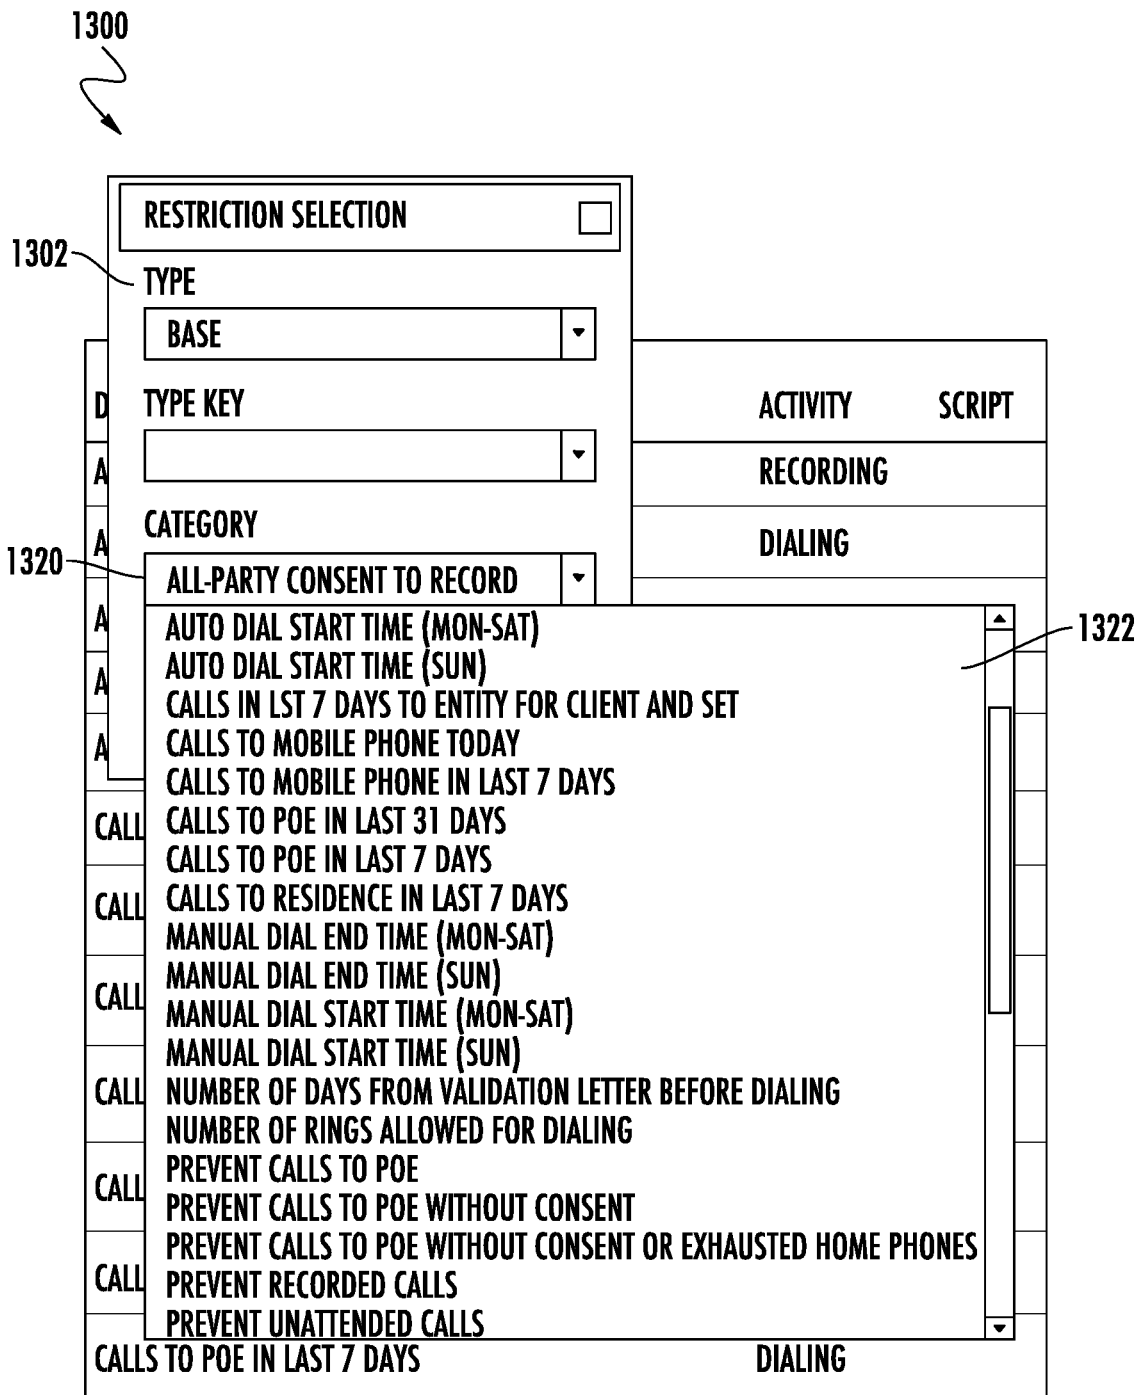 1300
RESTRICTION SELECTION
1302
TYPE
BASE
D
TYPE KEY
ACTIVITY
SCRIPT
A
RECORDING
CATEGORY
A
DIALING
1320
ALL-PARTY CONSENT TO RECORD
A
AUTO DIAL START TIME (MON-SAT)
1322
A
AUTO DIAL START TIME (SUN)
CALLS IN LST 7 DAYS TO ENTITY FOR CLIENT AND SET
A
CALLS TO MOBILE PHONE TODAY
CALLS TO MOBILE PHONE IN LAST 7 DAYS
CALL
CALLS TO POE IN LAST 31 DAYS
CALLS TO POE IN LAST 7 DAYS
CALL
CALLS TO RESIDENCE IN LAST 7 DAYS
MANUAL DIAL END TIME (MON-SAT)
MANUAL DIAL END TIME (SUN)
CALL
MANUAL DIAL START TIME (MON-SAT)
MANUAL DIAL START TIME (SUN)
CALL
NUMBER OF DAYS FROM VALIDATION LETTER BEFORE DIALING
NUMBER OF RINGS ALLOWED FOR DIALING
PREVENT CALLS TO POE
CALL
PREVENT CALLS TO POE WITHOUT CONSENT
PREVENT CALLS TO POE WITHOUT CONSENT OR EXHAUSTED HOME PHONES
CALL
PREVENT RECORDED CALLS
PREVENT UNATTENDED CALLS
CALLS TO POE IN LAST 7 DAYS
DIALING